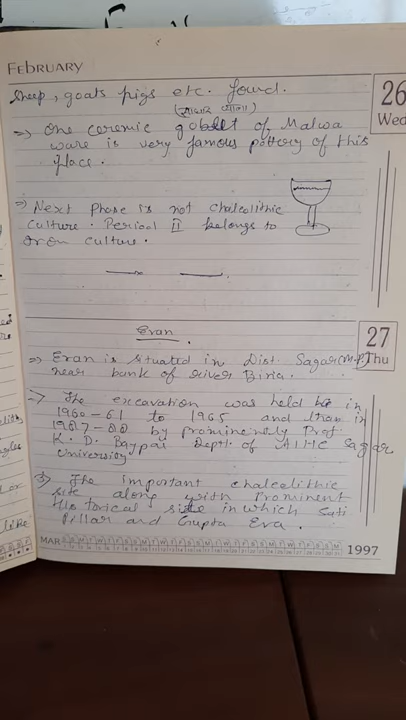 FEBRUARY
Sheep, goats pigs etc. found.
26
Wed
⇒ One ceremic goblet of Malwa
ware is very famous pottery of this
place.
⇒ Next Phase is not chalcolithic
culture. Period II belongs to
Iron culture.
27
Thu
Eran
⇒ Eran is situated in Dist. Sagar (M.P)
near bank of river Bina.
⇒ The excavation was held in
1960-61 to 1965 and than in
by prominently Prof.
K. D. Bajpai Deptt. of AIHC Sagar
University
⇒ The important chalcolithic
site along with Prominent
Historical site in which Sati
Pillar and Gupta Era.
MAR
1997